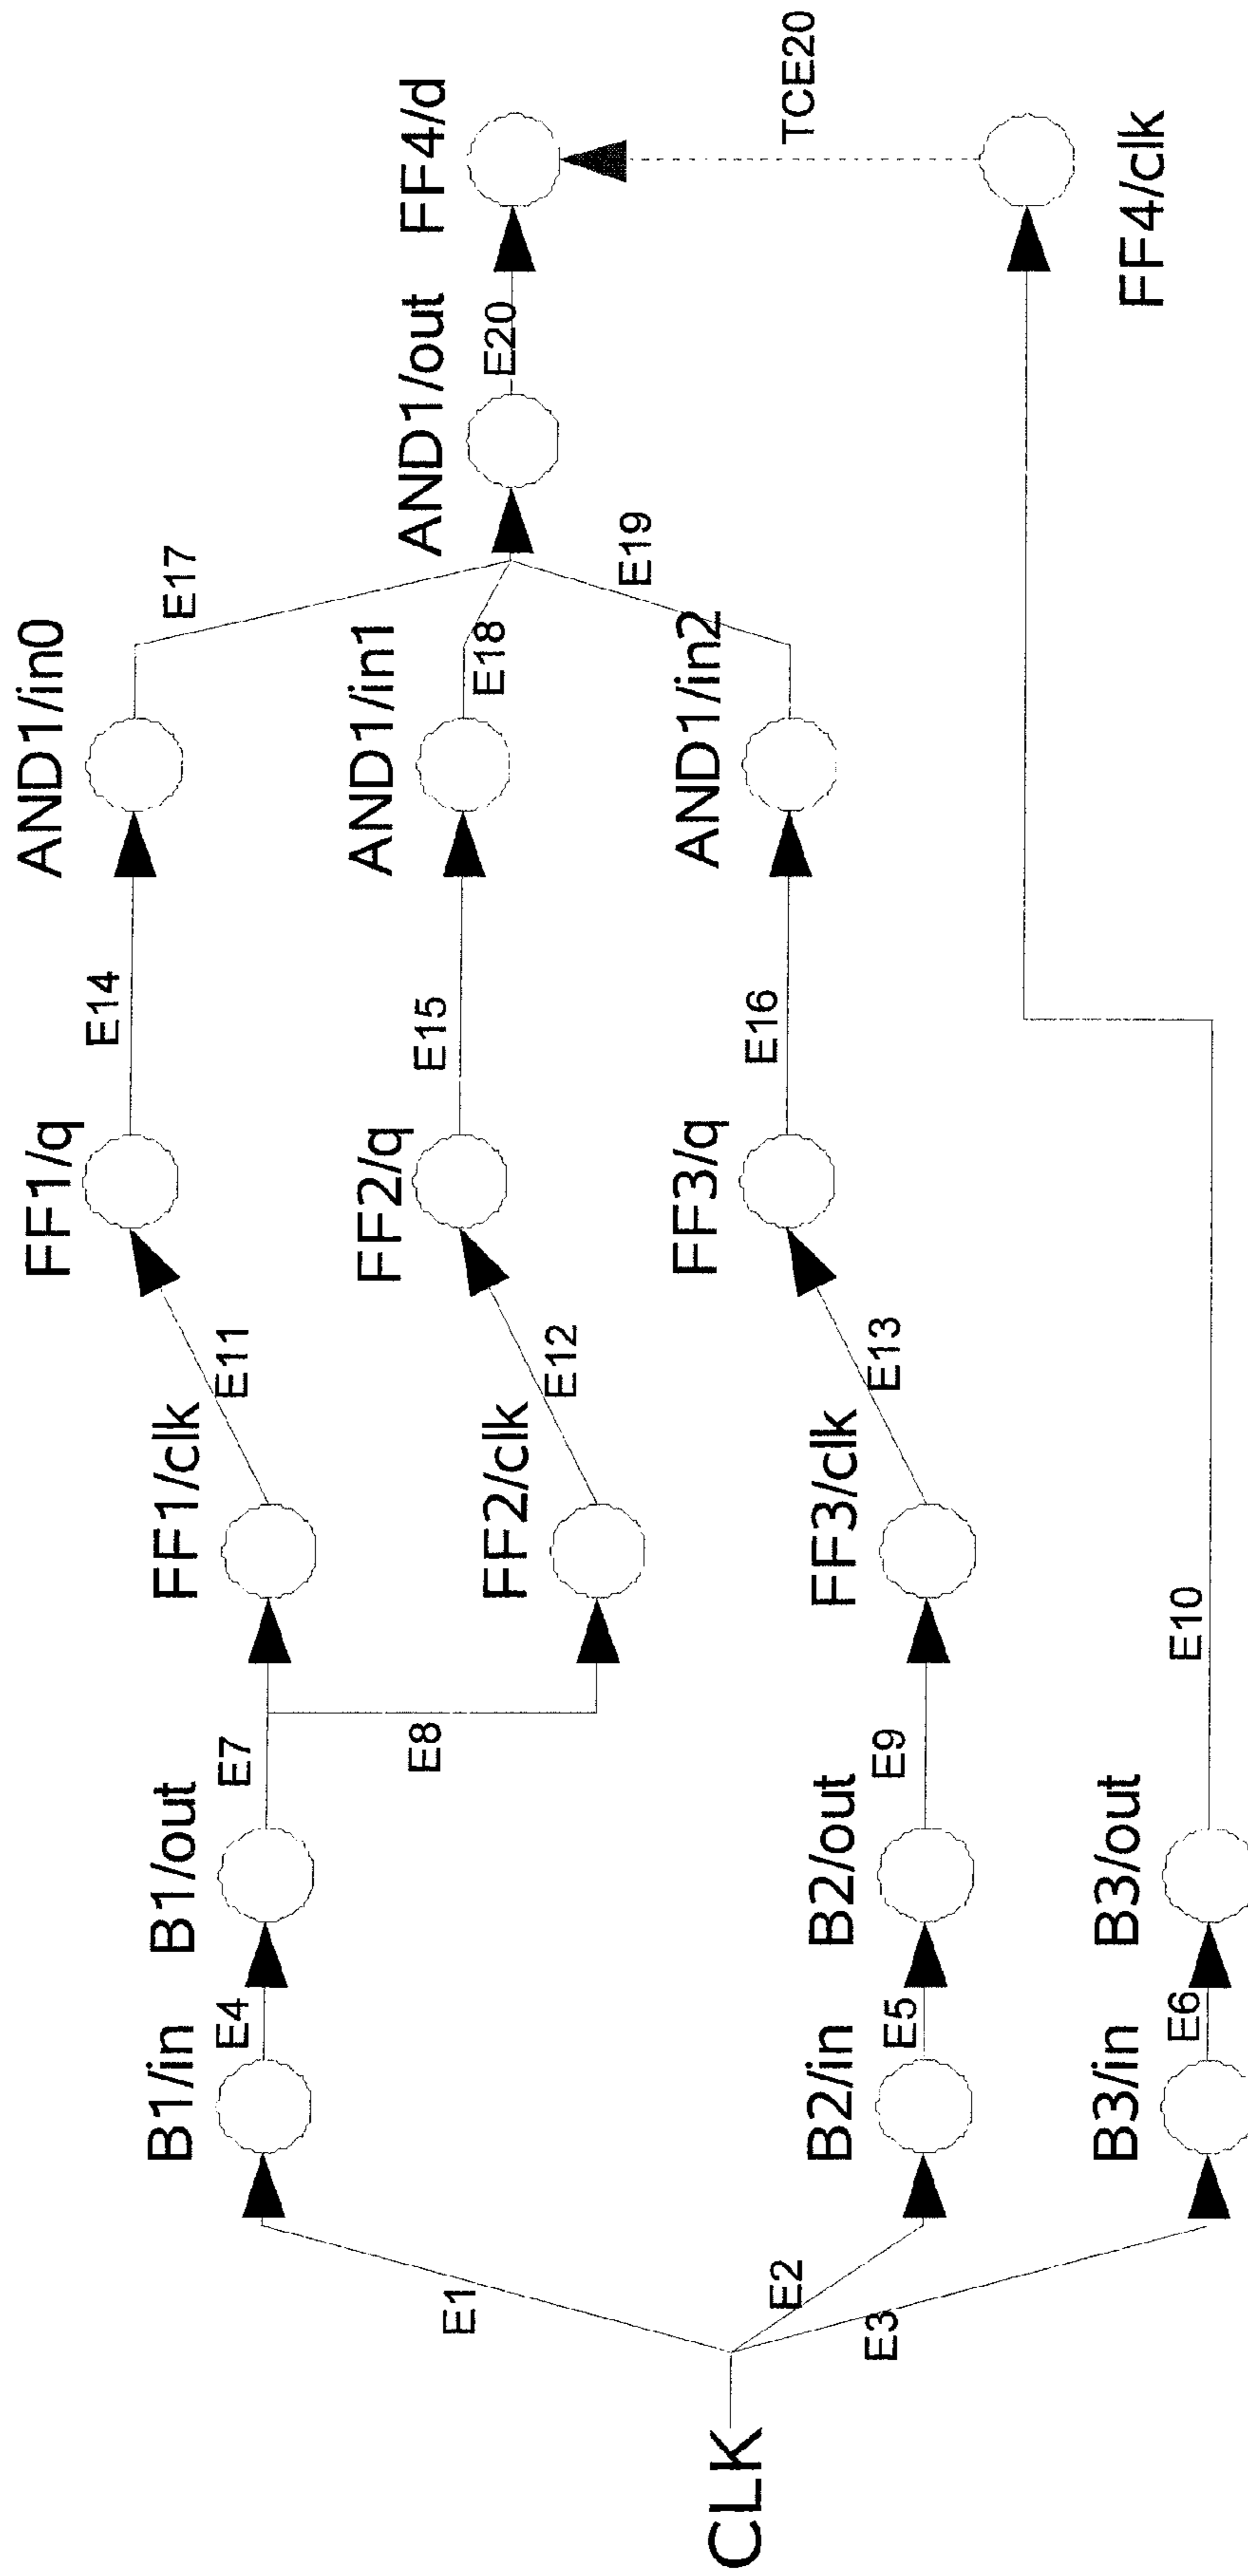 CLK
E1
E2
E3
B1/in
E4
B1/out
B2/in
E5
B2/out
B3/in
E6
B3/out
E7
E8
E9
E10
FF1/clk
E11
FF1/q
FF2/clk
E12
FF2/q
FF3/clk
E13
FF3/q
E14
AND1/in0
E15
AND1/in1
E16
AND1/in2
E17
E18
E19
AND1/out
E20
FF4/d
TCE20
FF4/clk